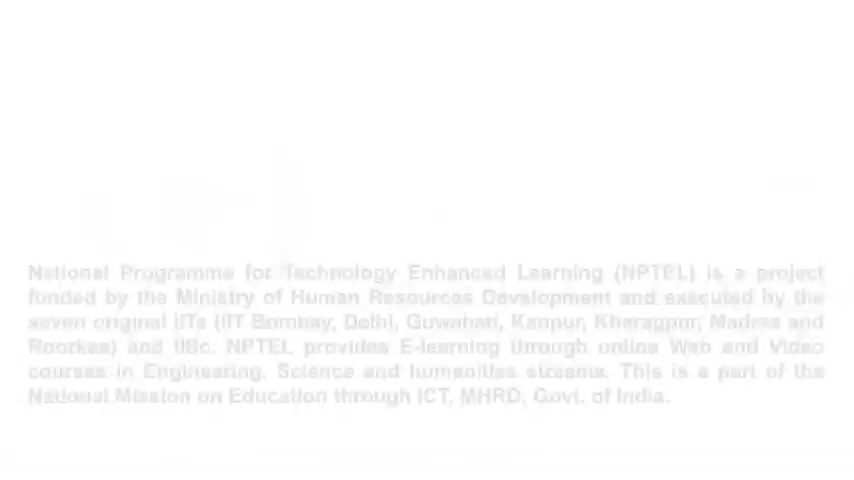 National Programme for Technology Enhanced Learning (NPTEL) is a project
funded by the Ministry of Human Resources Development and executed by the
seven original IITs (IIT Bombay, Delhi, Guwahati, Kanpur, Kharagpur, Madras and
Roorkee) and IISc. NPTEL provides E-learning through online Web and Video
courses in Engineering, Science and humanities streams. This is a part of the
National Mission on Education through ICT, MHRD, Govt. of India.